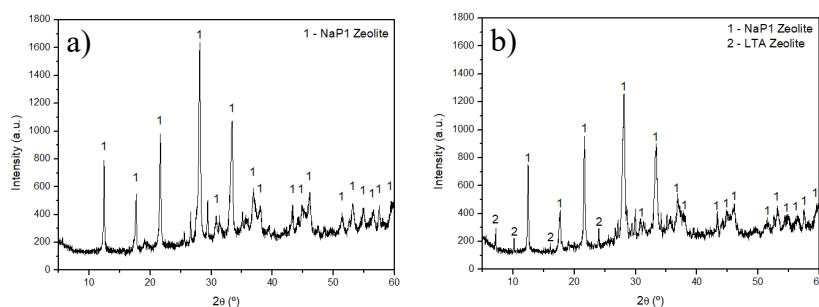 a)
1 - NaP1 Zeolite
Intensity (a.u.)
1800
1600
1400
1200
1000
800
600
400
200
0
1 1 1 1 1 1 1 1 1 1 1 1 1 1 1 1
10 20 30 40 50 60
2θ (º)
b)
1 - NaP1 Zeolite
2 - LTA Zeolite
Intensity (a.u.)
1800
1600
1400
1200
1000
800
600
400
200
0
2 2 1 2 1 1 2 1 1 1 1 1 1 1 1 1 1 1 1 1
10 20 30 40 50 60
2θ (º)